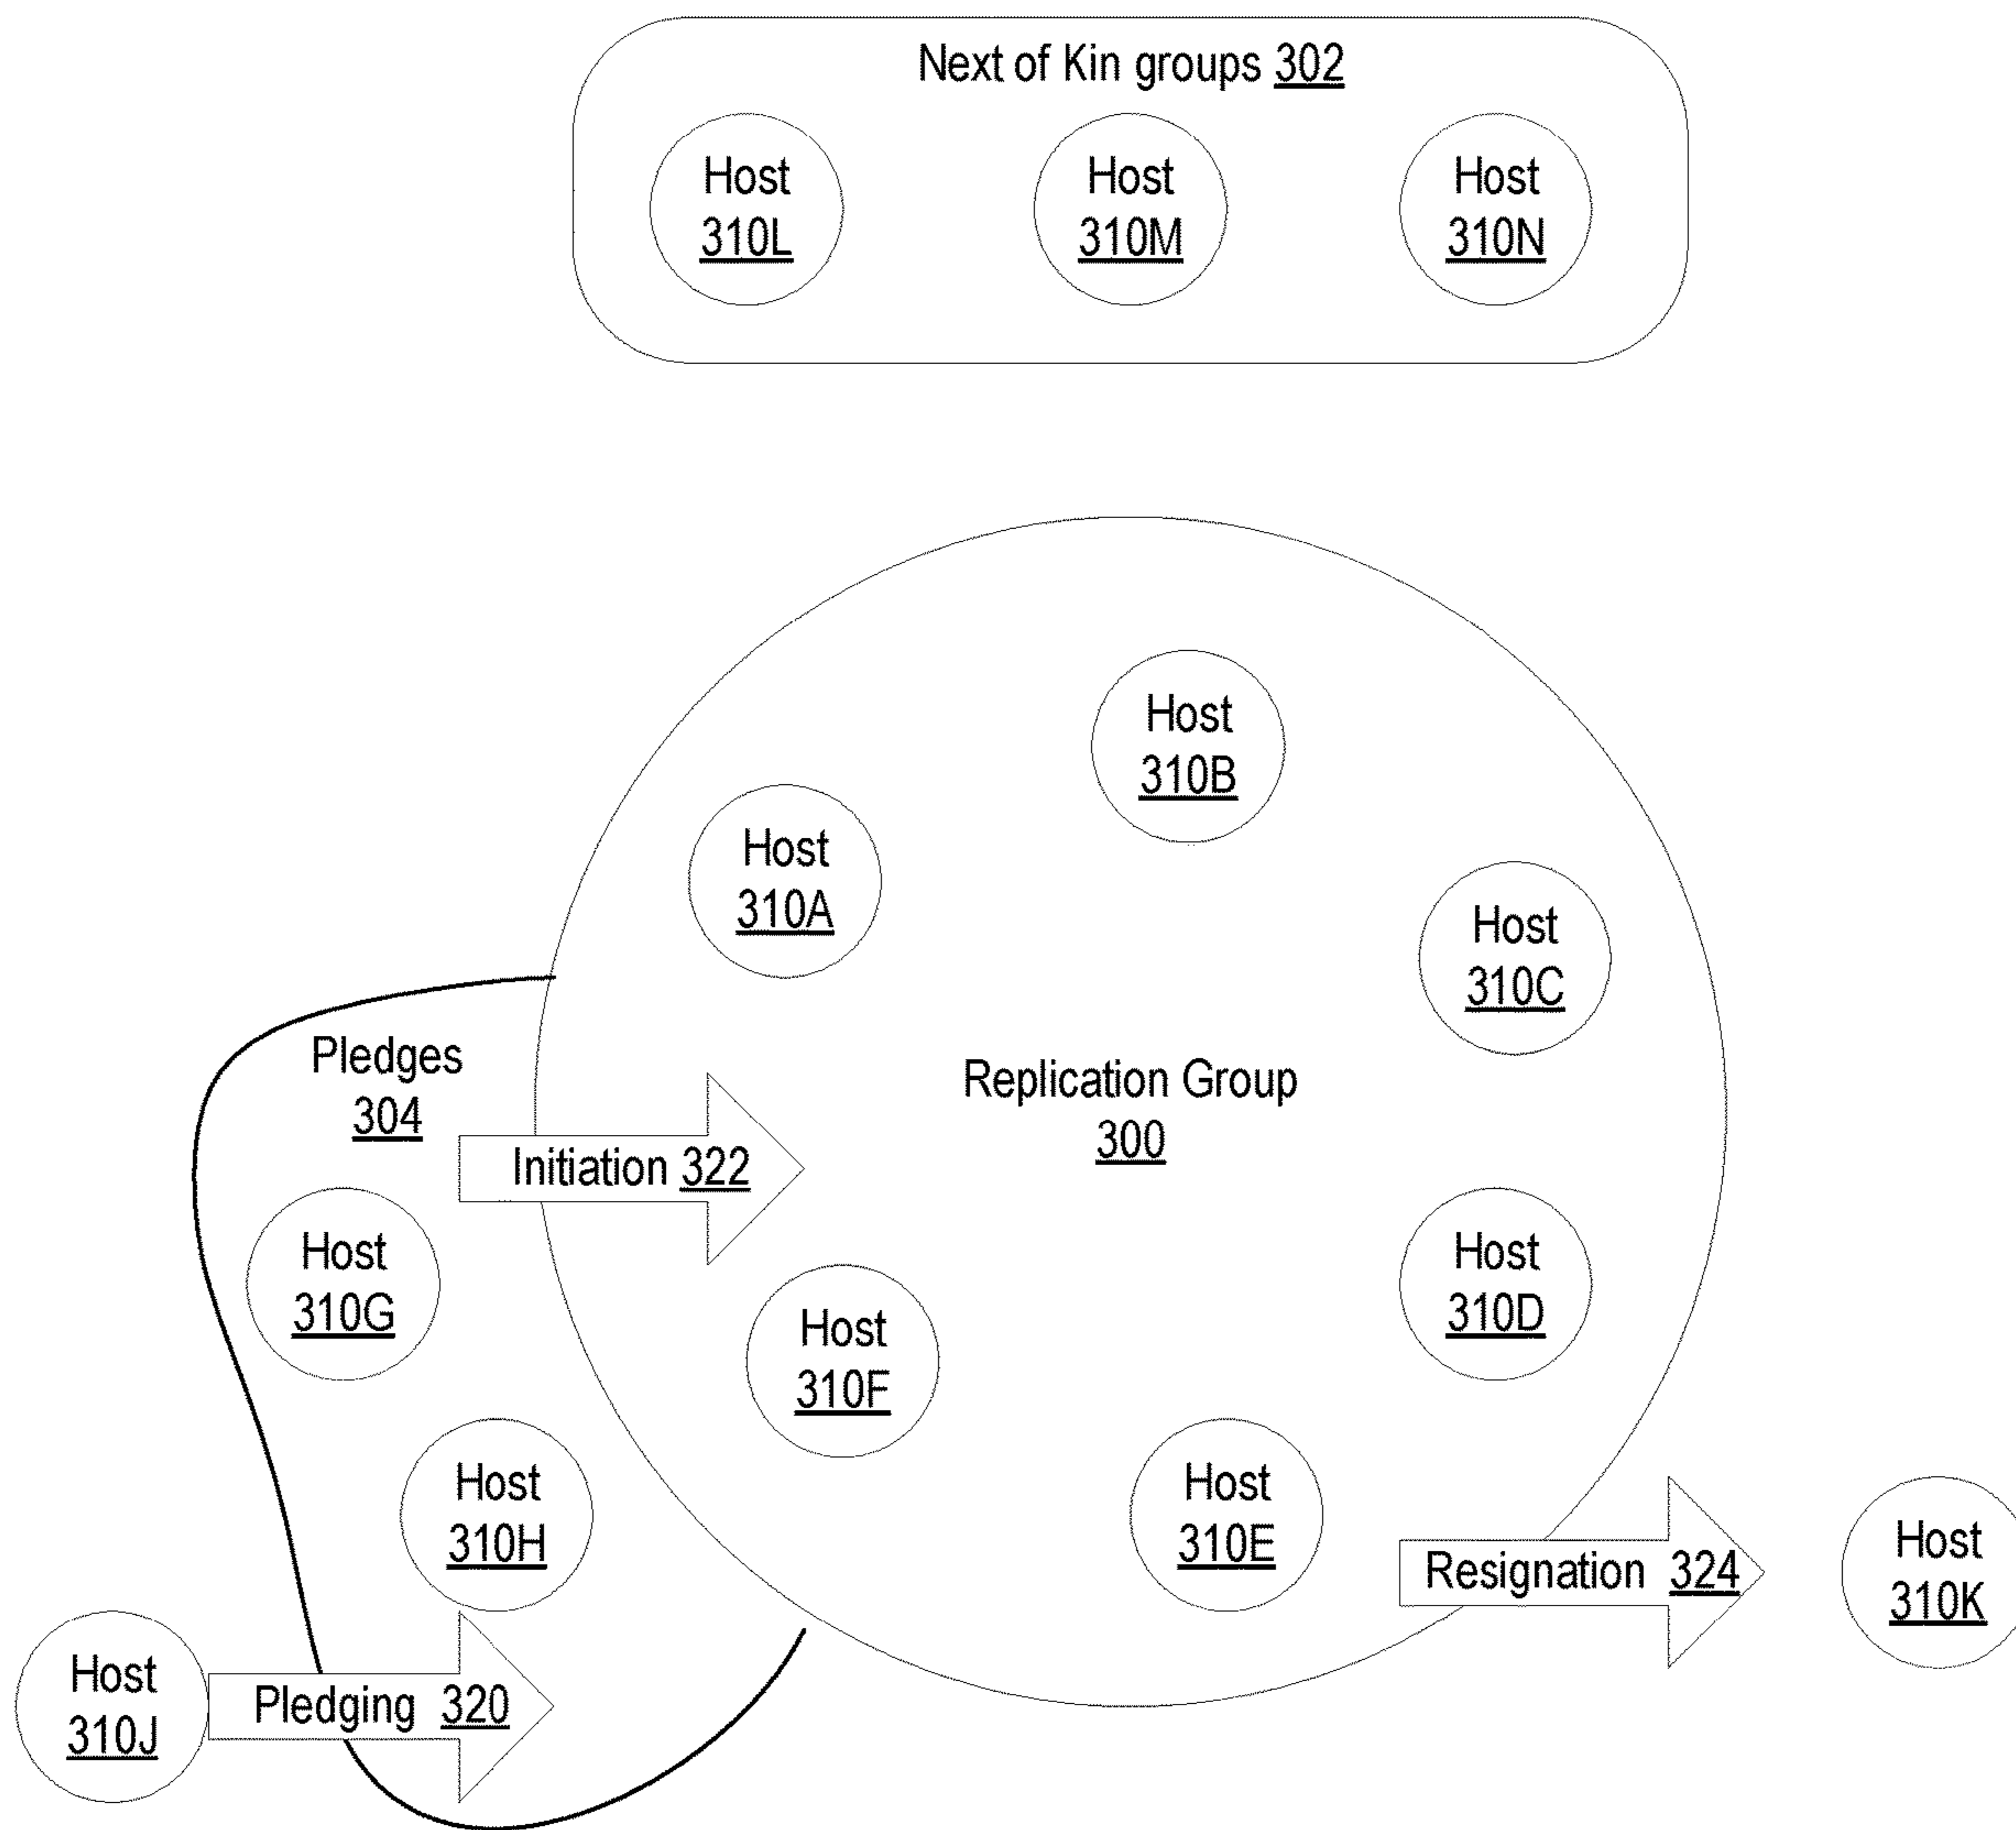 Next of Kin groups 302
Host
310L
Host
310M
Host
310N
Host
310B
Host
310A
Host
310C
Replication Group
300
Pledges
304
Initiation 322
Host
310G
Host
310F
Host
310D
Host
310H
Host
310E
Resignation 324
Host
310K
Host
310J
Pledging 320